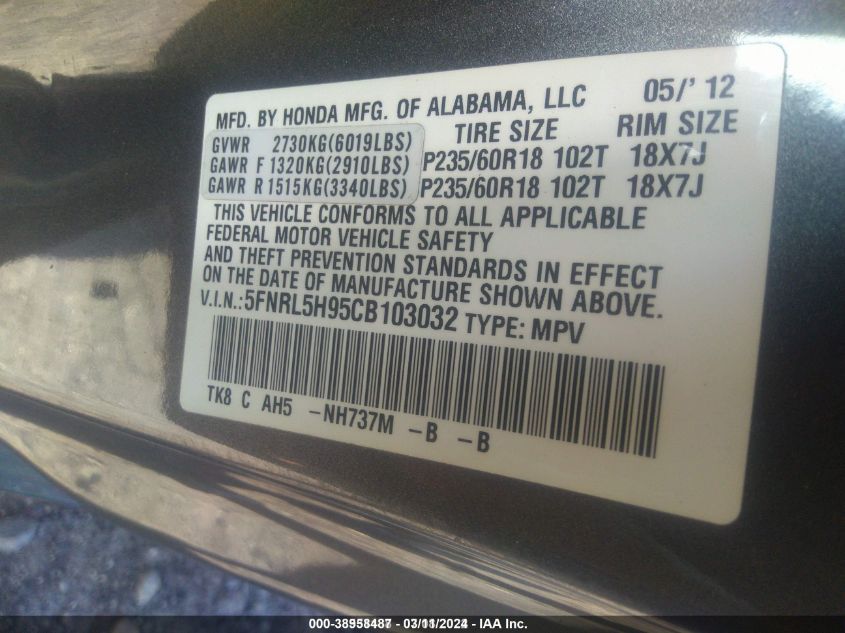 MFD. BY HONDA MFG. OF ALABAMA, LLC 05/' 12
GVWR 2730KG(6019LBS) TIRE SIZE RIM SIZE
GAWR F 1320KG(2910LBS) P235/60R18 102T 18X7J
GAWR R 1515KG(3340LBS) P235/60R18 102T 18X7J
THIS VEHICLE CONFORMS TO ALL APPLICABLE
FEDERAL MOTOR VEHICLE SAFETY
AND THEFT PREVENTION STANDARDS IN EFFECT
ON THE DATE OF MANUFACTURE SHOWN ABOVE.
V.I.N.: 5FNRL5H95CB103032 TYPE: MPV
TK8 C AH5 -NH737M -B -B
000-38958487 - 03/11/2024 - IAA Inc.